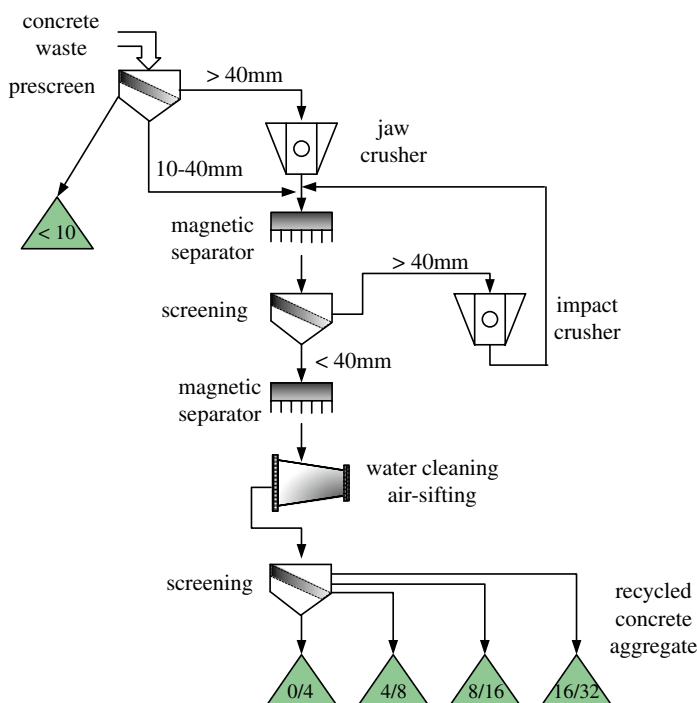 concrete
waste
prescreen
> 40mm
jaw
crusher
10-40mm
< 10
magnetic
separator
> 40mm
screening
impact
crusher
< 40mm
magnetic
separator
water cleaning
air-sifting
screening
recycled
concrete
aggregate
0/4
4/8
8/16
16/32